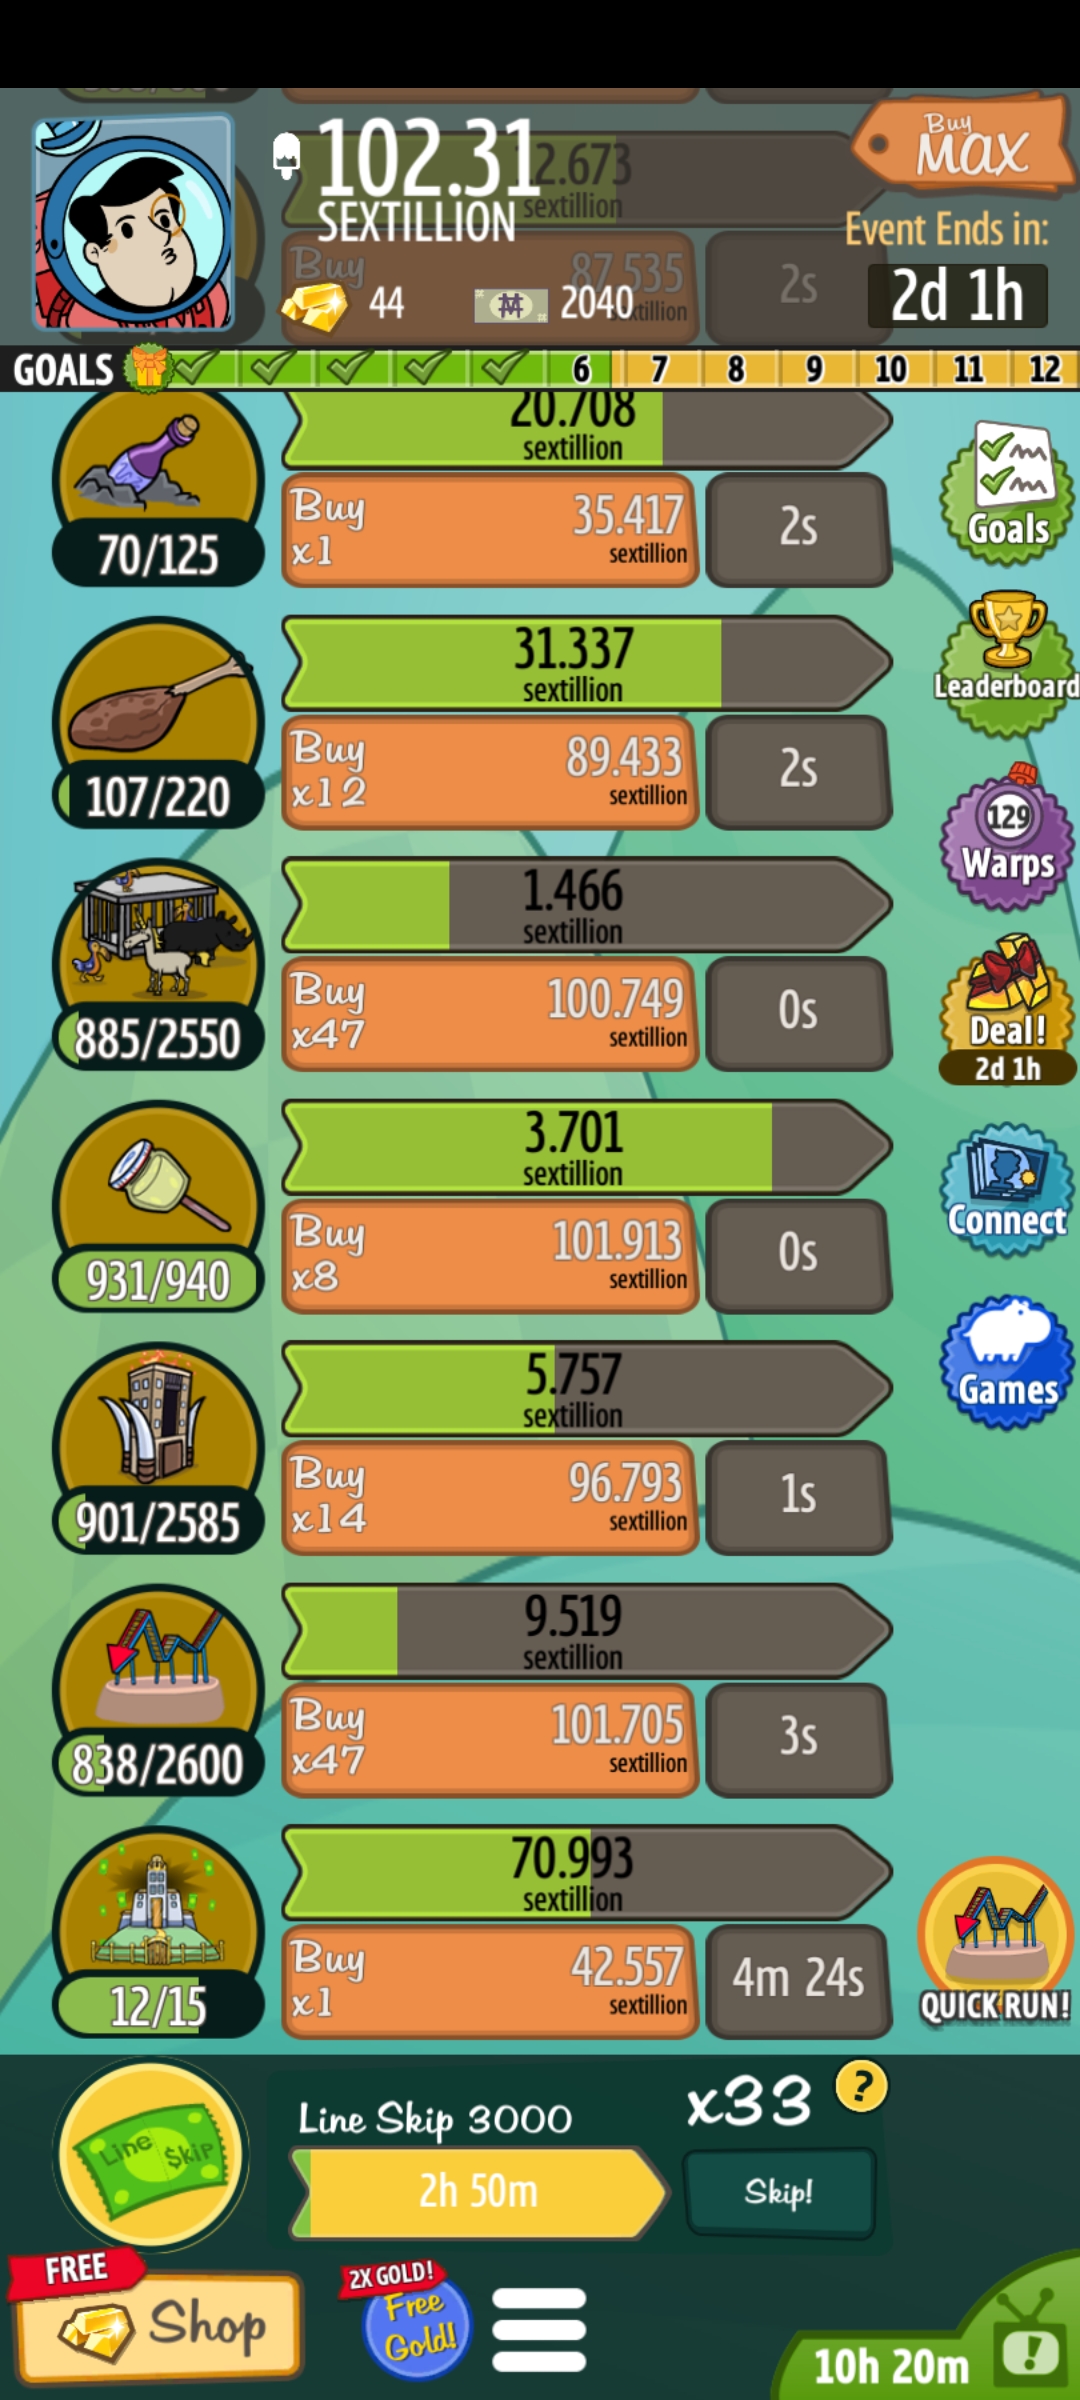 102.31
SEXTILLION
12.673
sextillion
Buy
87.535
sextillion
2s
44
2040
Buy
MAX
Event Ends in:
2d 1h
GOALS
6
7
8
9
10
11
12
20.708
sextillion
70/125
Buy
x1
35.417
sextillion
2s
31.337
sextillion
107/220
Buy
x12
89.433
sextillion
2s
1.466
sextillion
885/2550
Buy
x47
100.749
sextillion
0s
3.701
sextillion
931/940
Buy
x8
101.913
sextillion
0s
5.757
sextillion
901/2585
Buy
x14
96.793
sextillion
1s
9.519
sextillion
838/2600
Buy
x47
101.705
sextillion
3s
70.993
sextillion
12/15
Buy
x1
42.557
sextillion
4m 24s
Goals
Leaderboard
129
Warps
Deal!
2d 1h
Connect
Games
QUICK RUN!
Line $kip
Line Skip 3000
x33
?
2h 50m
Skip!
FREE
Shop
2X GOLD!
Free
Gold!
10h 20m
!